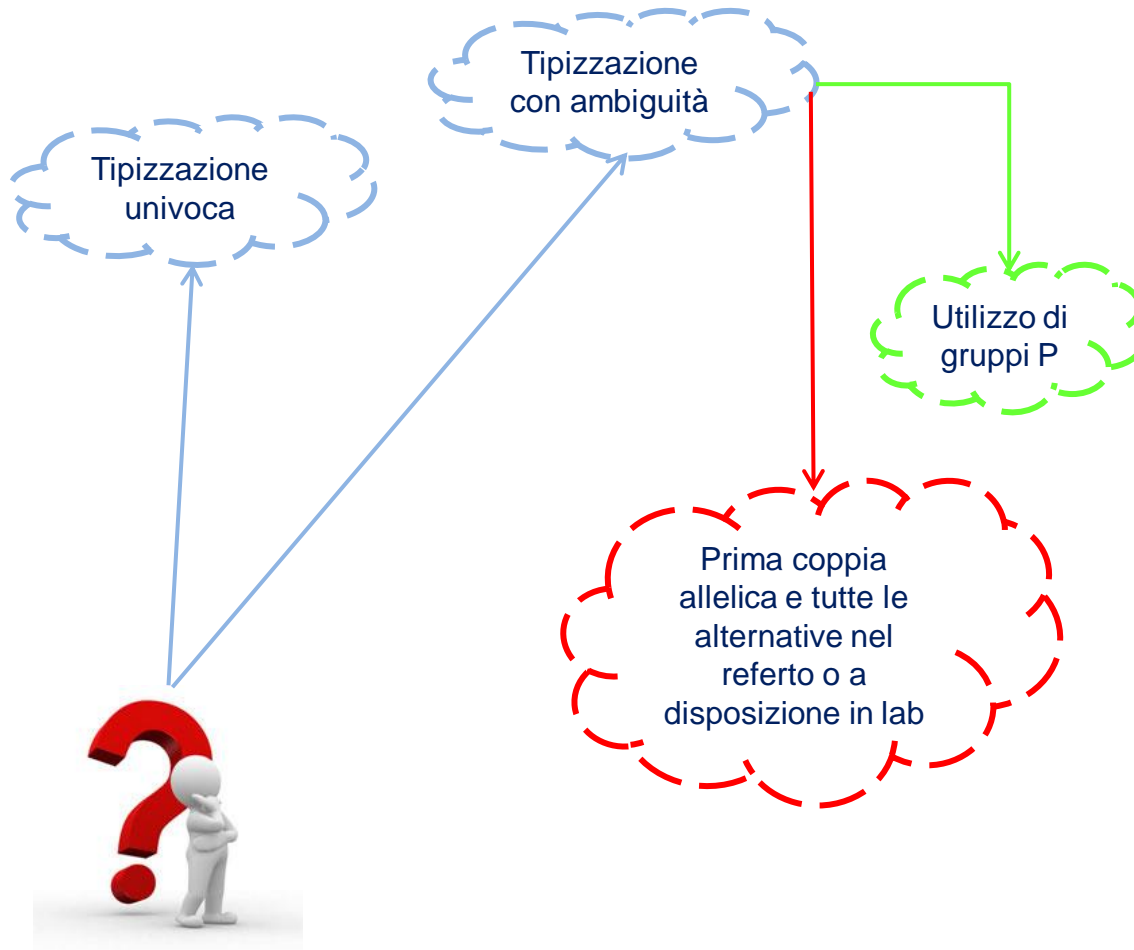 Tipizzazione
con ambiguità
Tipizzazione
univoca
Utilizzo di
gruppi P
Prima coppia
allelica e tutte le
alternative nel
referto o a
disposizione in lab